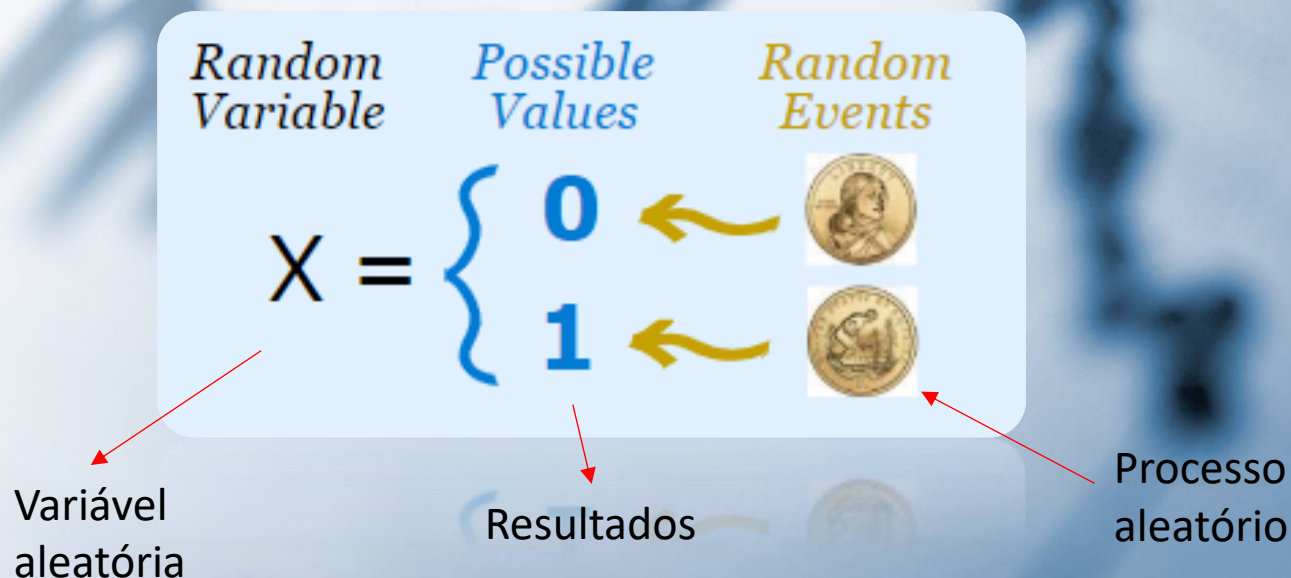 Random Variable
Possible Values
Random Events
X =
0
1
Variável
aleatória
Resultados
Processo
aleatório